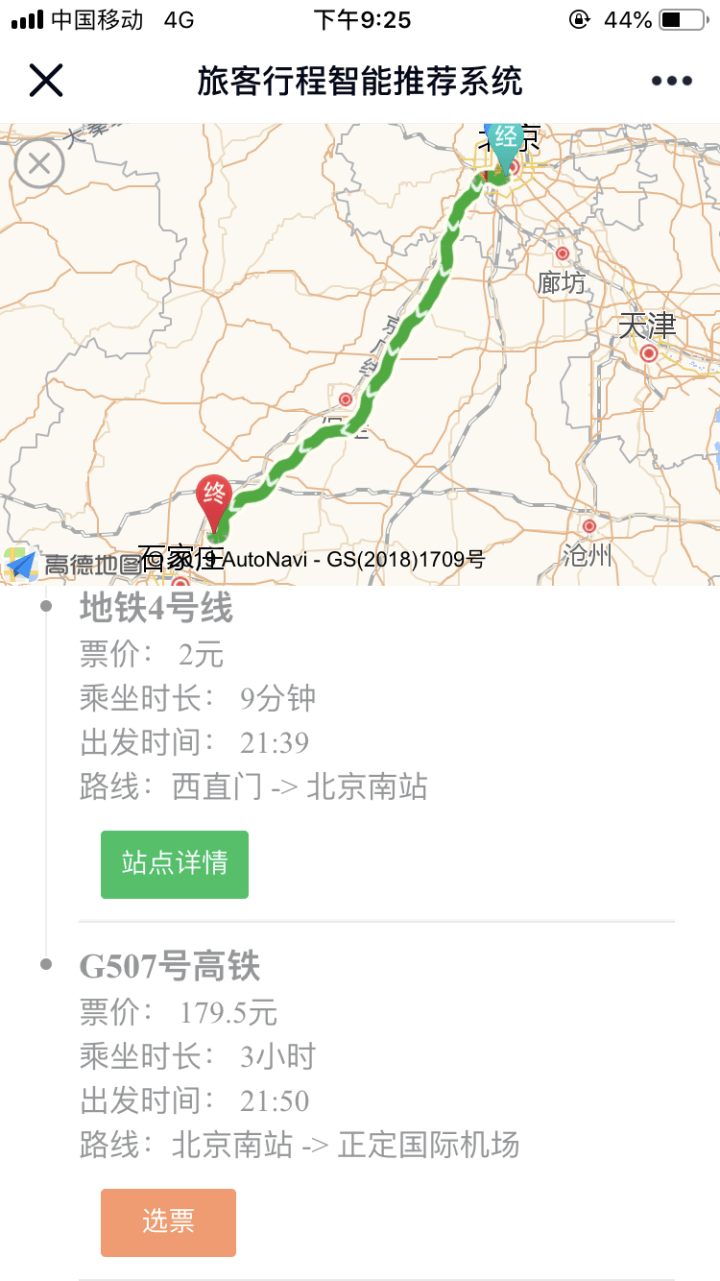 中国移动 4G 下午9:25 44%
旅客行程智能推荐系统
经
廊坊
天津
终
石家庄
沧州
高德地图 AutoNavi - GS(2018)1709号
地铁4号线
票价： 2元
乘坐时长： 9分钟
出发时间： 21:39
路线：西直门 -> 北京南站
站点详情
G507号高铁
票价： 179.5元
乘坐时长： 3小时
出发时间： 21:50
路线：北京南站 -> 正定国际机场
选票